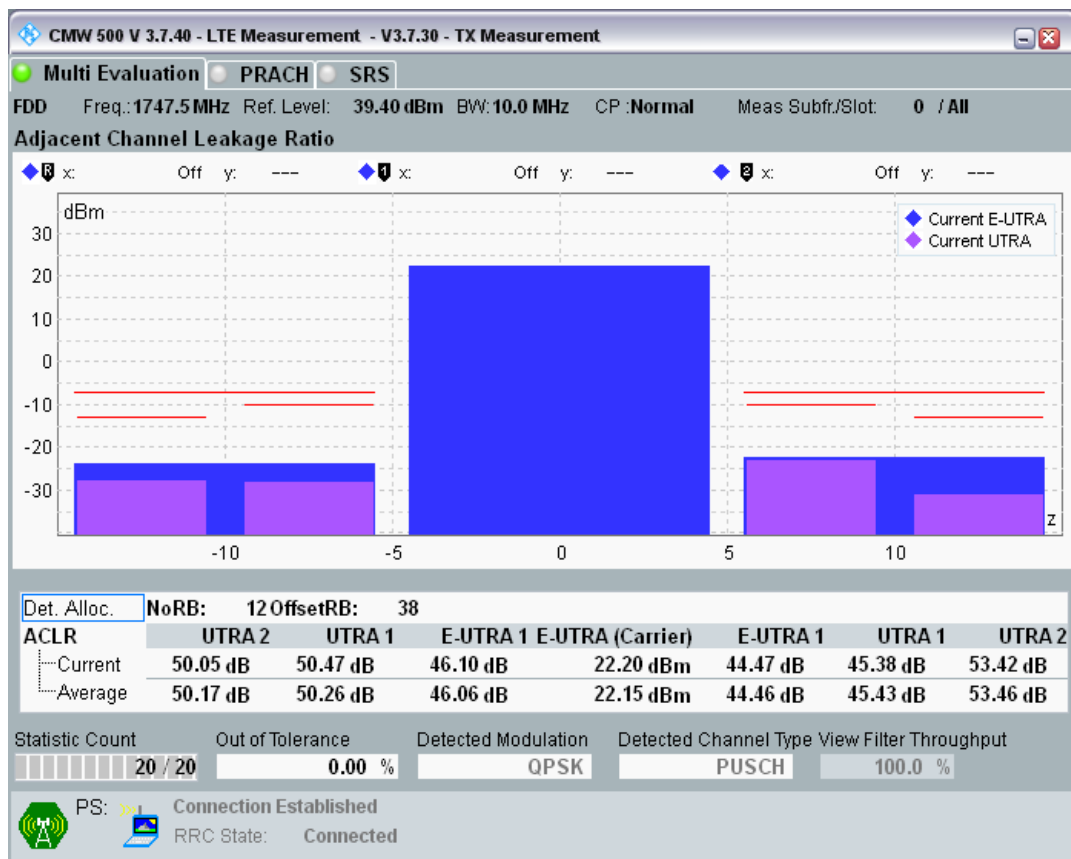 CMW 500 V 3.7.40 - LTE Measurement - V3.7.30 - TX Measurement
Multi Evaluation PRACH SRS
FDD Freq.:1747.5 MHz Ref. Level: 39.40 dBm BW:10.0 MHz CP :Normal Meas Subfr./Slot: 0 / All
Adjacent Channel Leakage Ratio
R x: Off y: --- 1 x: Off y: --- 2 x: Off y: ---
dBm
Current E-UTRA
Current UTRA
30
20
10
0
-10
-20
-30
z
-10 -5 0 5 10
Det. Alloc. NoRB: 12 OffsetRB: 38
ACLR UTRA 2 UTRA 1 E-UTRA 1 E-UTRA (Carrier) E-UTRA 1 UTRA 1 UTRA 2
Current 50.05 dB 50.47 dB 46.10 dB 22.20 dBm 44.47 dB 45.38 dB 53.42 dB
Average 50.17 dB 50.26 dB 46.06 dB 22.15 dBm 44.46 dB 45.43 dB 53.46 dB
Statistic Count Out of Tolerance Detected Modulation Detected Channel Type View Filter Throughput
20 / 20 0.00 % QPSK PUSCH 100.0 %
PS: Connection Established
RRC State: Connected